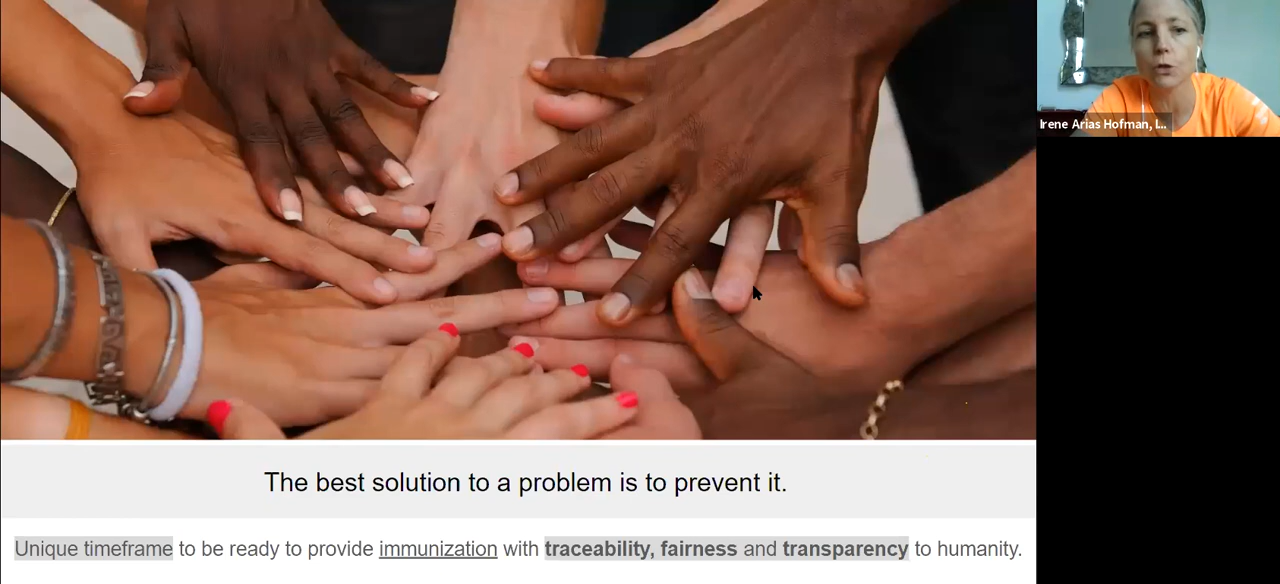 Irene Arias Hofman, I...
The best solution to a problem is to prevent it.
Unique timeframe to be ready to provide immunization with traceability, fairness and transparency to humanity.